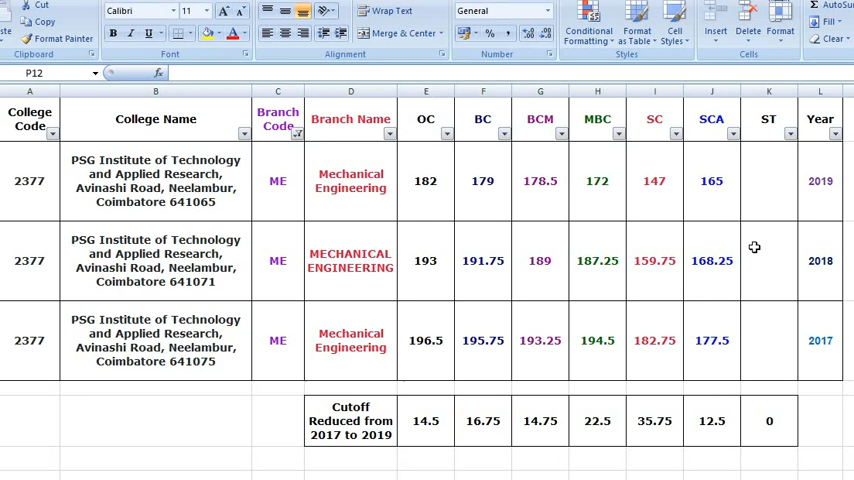 Cut
Calibri
11
A
A
Wrap Text
General
Copy
Format Painter
B I U
A
Merge & Center
%
Conditional Formatting
Format as Table
Cell Styles
Insert
Delete
Format
AutoSu
Fill
Clear
Clipboard
Font
Alignment
Number
Styles
Cells
P12
fx
A B C D E F G H I J K L
College Code
College Name
Branch Code
Branch Name
OC
BC
BCM
MBC
SC
SCA
ST
Year
2377
PSG Institute of Technology
and Applied Research,
Avinashi Road, Neelambur,
Coimbatore 641065
ME
Mechanical
Engineering
182 179 178.5 172 147 165 2019
2377
PSG Institute of Technology
and Applied Research,
Avinashi Road, Neelambur,
Coimbatore 641071
ME
MECHANICAL
ENGINEERING
193 191.75 189 187.25 159.75 168.25 2018
2377
PSG Institute of Technology
and Applied Research,
Avinashi Road, Neelambur,
Coimbatore 641075
ME
Mechanical
Engineering
196.5 195.75 193.25 194.5 182.75 177.5 2017
Cutoff
Reduced from
2017 to 2019
14.5 16.75 14.75 22.5 35.75 12.5 0